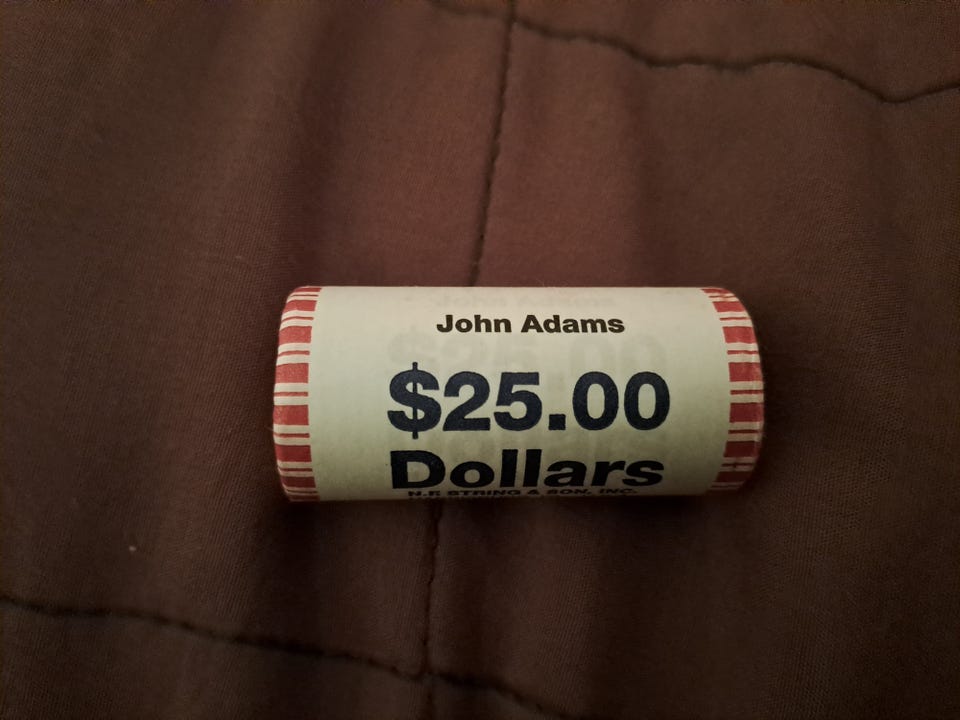 John Adams
$25.00
Dollars
N.F. STRING & SON, INC.